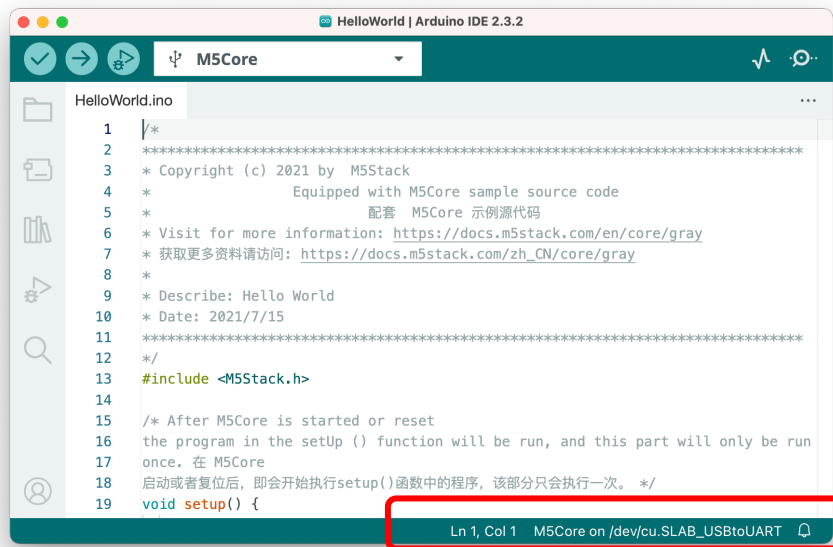 HelloWorld | Arduino IDE 2.3.2
M5Core
HelloWorld.ino
1 /*
2 *******************************************************************************
3 * Copyright (c) 2021 by  M5Stack
4 *                 Equipped with M5Core sample source code
5 *                          配套  M5Core 示例源代码
6 * Visit for more information: https://docs.m5stack.com/en/core/gray
7 * 获取更多资料请访问: https://docs.m5stack.com/zh_CN/core/gray
8 *
9 * Describe: Hello World
10 * Date: 2021/7/15
11 *******************************************************************************
12 */
13 #include <M5Stack.h>
14
15 /* After M5Core is started or reset
16 the program in the setUp () function will be run, and this part will only be run
17 once. 在 M5Core
18 启动或者复位后，即会开始执行setup()函数中的程序，该部分只会执行一次。 */
19 void setup() {
Ln 1, Col 1 M5Core on /dev/cu.SLAB_USBtoUART